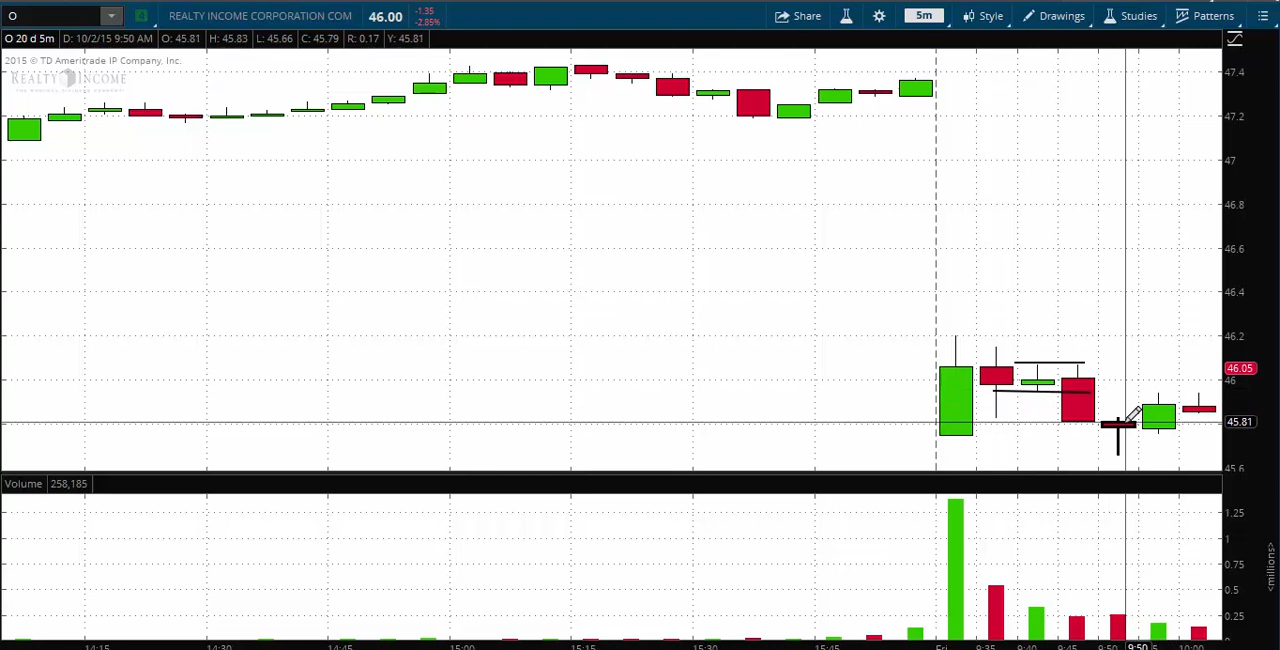 O REALTY INCOME CORPORATION COM 46.00 -1.35 -2.85% Share 5m Style Drawings Studies Patterns
O 20 d 5m D: 10/2/15 9:50 AM O: 45.81 H: 45.83 L: 45.66 C: 45.79 R: 0.17 Y: 45.81
2015 © TD Ameritrade IP Company, Inc.
REALTY INCOME
47.4
47.2
47
46.8
46.6
46.4
46.2
46.05
46
45.81
45.6
Volume 258,185
1.25
1
0.75
0.5
0.25
0
<millions>
14:15 14:30 14:45 15:00 15:15 15:30 15:45 Fri 9:35 9:40 9:45 9:50 9:50 5 10:00